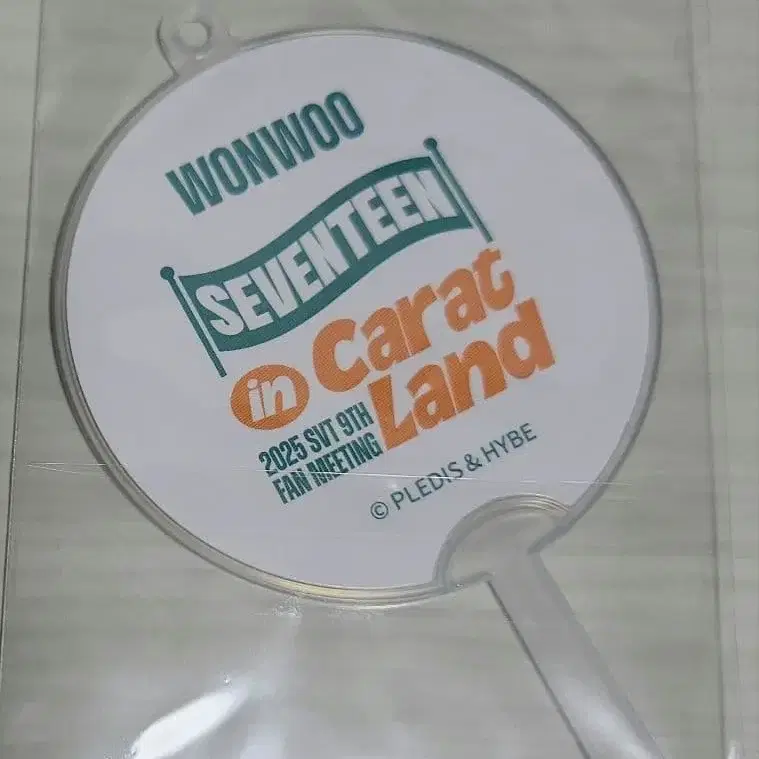 WONWOO
SEVENTEEN
in Carat
Land
2025 SVT 9TH
FAN MEETING
© PLEDIS & HYBE